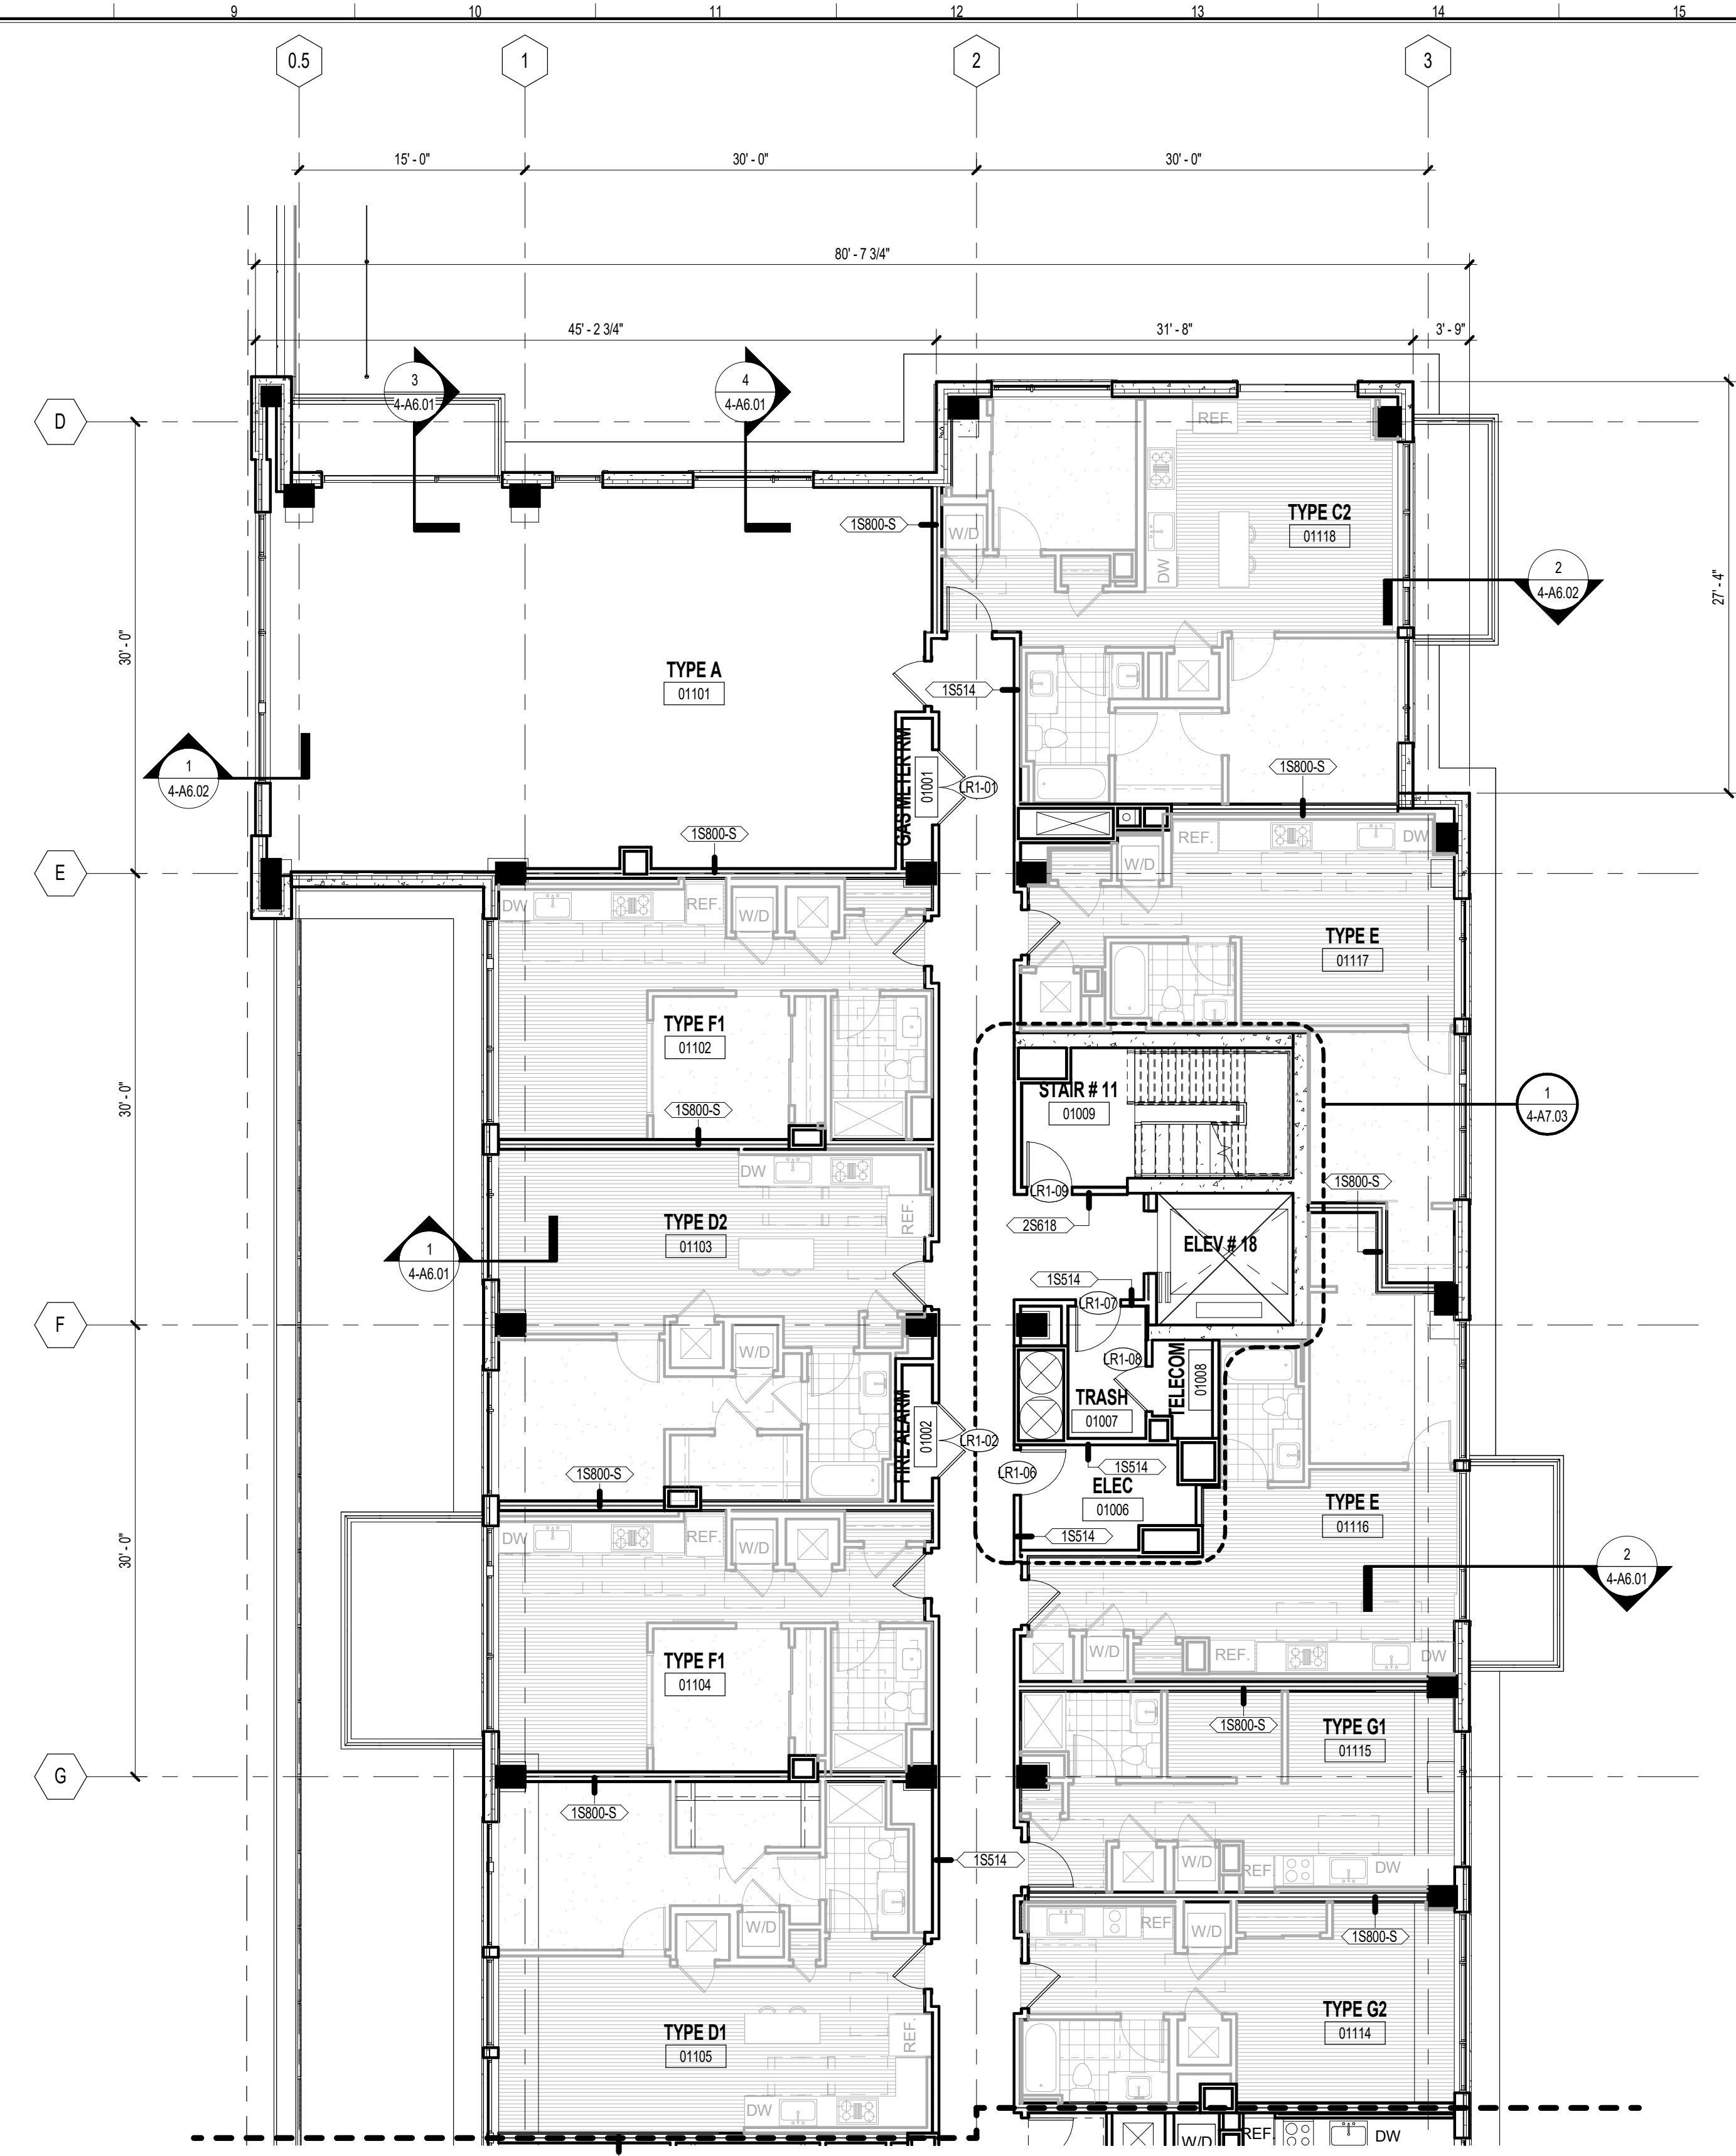 9 10 11 12 13 14 15
0.5 1 2 3
15' - 0" 30' - 0" 30' - 0"
80' - 7 3/4"
45' - 2 3/4" 31' - 8" 3' - 9"
3
4-A6.01
4
4-A6.01
D
REF
1S800-S
W/D
TYPE C2
01118
DW
2
4-A6.02
27' - 4"
30' - 0"
TYPE A
01101
1S514
GAS METER RM
01001
LR1-01
1
4-A6.02
1S800-S
1S800-S
REF.
DW
W/D
E
DW
REF.
W/D
TYPE E
01117
TYPE F1
01102
30' - 0"
STAIR # 11
01009
1
4-A7.03
1S800-S
DW
LR1-09
1S800-S
REF.
2S618
TYPE D2
01103
ELEV # 18
1
4-A6.01
1S514
LR1-07
F
W/D
LR1-08
TELECOM
01008
TRASH
01007
FIRE ALARM
01002
LR1-02
1S514
LR1-06
1S800-S
ELEC
01006
TYPE E
01116
DW
REF.
W/D
1S514
30' - 0"
2
4-A6.01
W/D
REF.
DW
TYPE F1
01104
1S800-S
TYPE G1
01115
G
1S800-S
1S514
W/D
REF
DW
W/D
REF
W/D
1S800-S
TYPE G2
01114
TYPE D1
01105
REF.
DW
W/D
REF.
DW